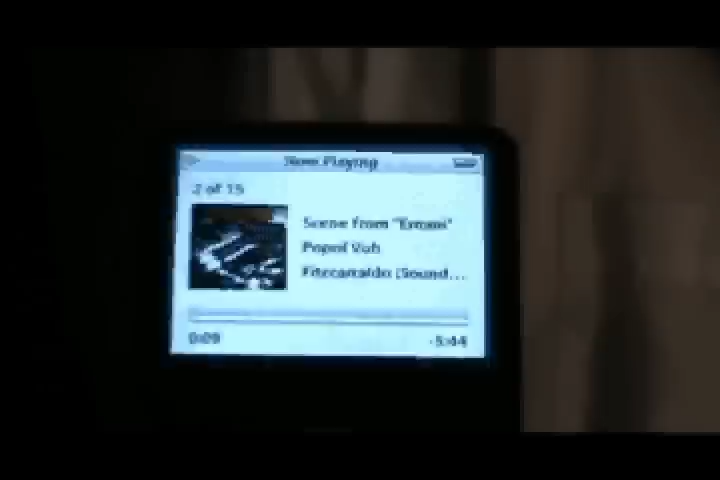 Now Playing
2 of 15
Scene from "Ernani"
Popol Vuh
Fitzcarraldo (Sound...
0:09
-5:44